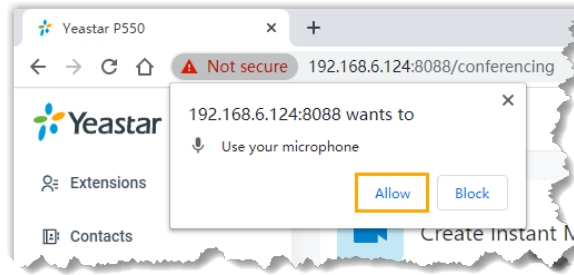 Yeastar P550
Not secure 192.168.6.124:8088/conferencing
Yeastar
192.168.6.124:8088 wants to
Use your microphone
Allow Block
Extensions
Contacts
Create Instant M